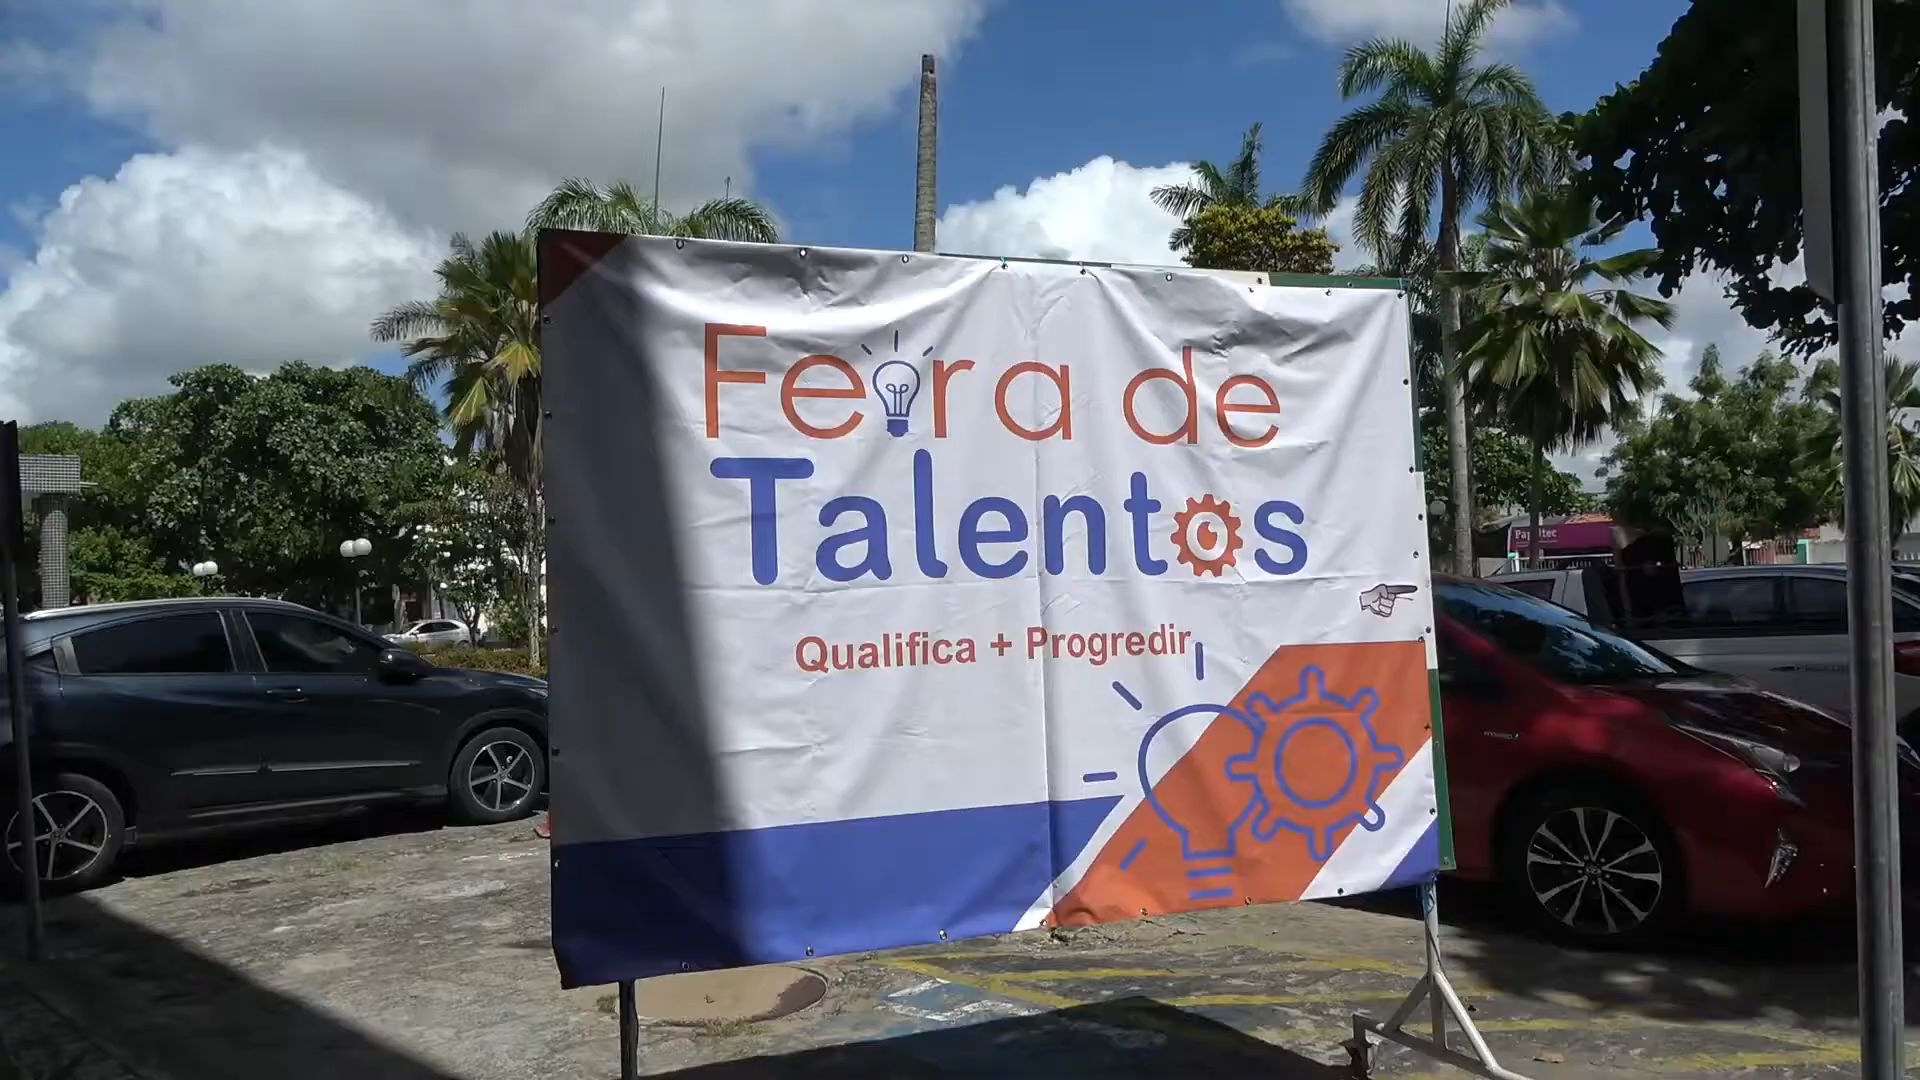 Feira de
Talentos
Qualifica + Progredir